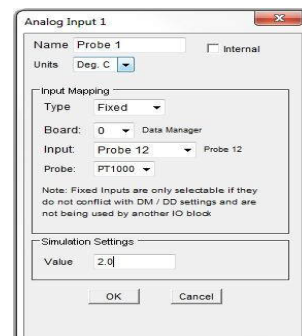 Analog Input 1
Name Probe 1 Internal
Units Deg. C
Input Mapping
Type Fixed
Board: 0 Data Manager
Input: Probe 12 Probe 12
Probe: PT1000
Note: Fixed Inputs are only selectable if they
do not conflict with DM / DD settings and are
not being used by another IO block
Simulation Settings
Value 2.0
OK Cancel